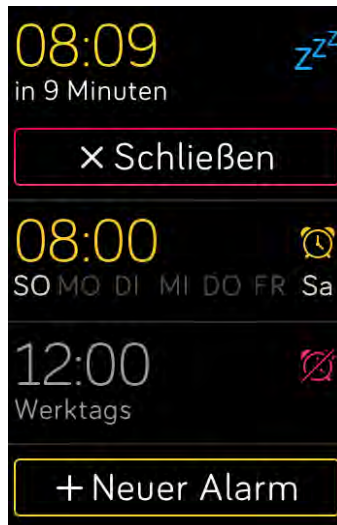 08:09 zzz
in 9 Minuten
× Schließen
08:00
SO MO DI MI DO FR Sa
12:00
Werktags
+ Neuer Alarm